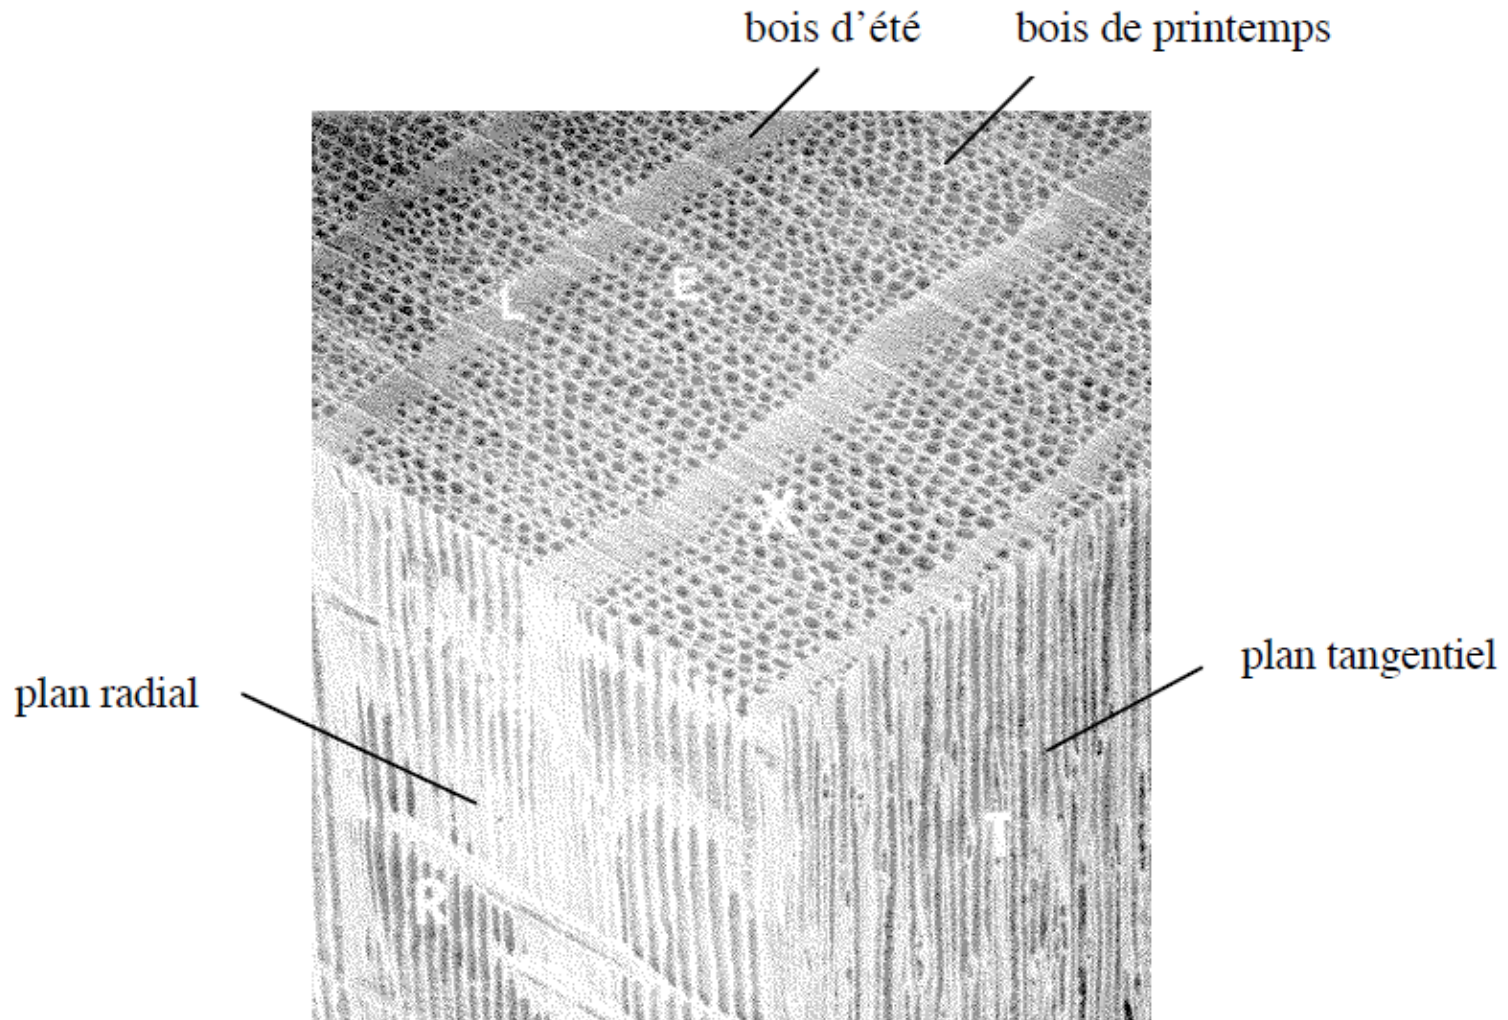 bois d'été
bois de printemps
L
E
X
plan tangentiel
plan radial
T
R